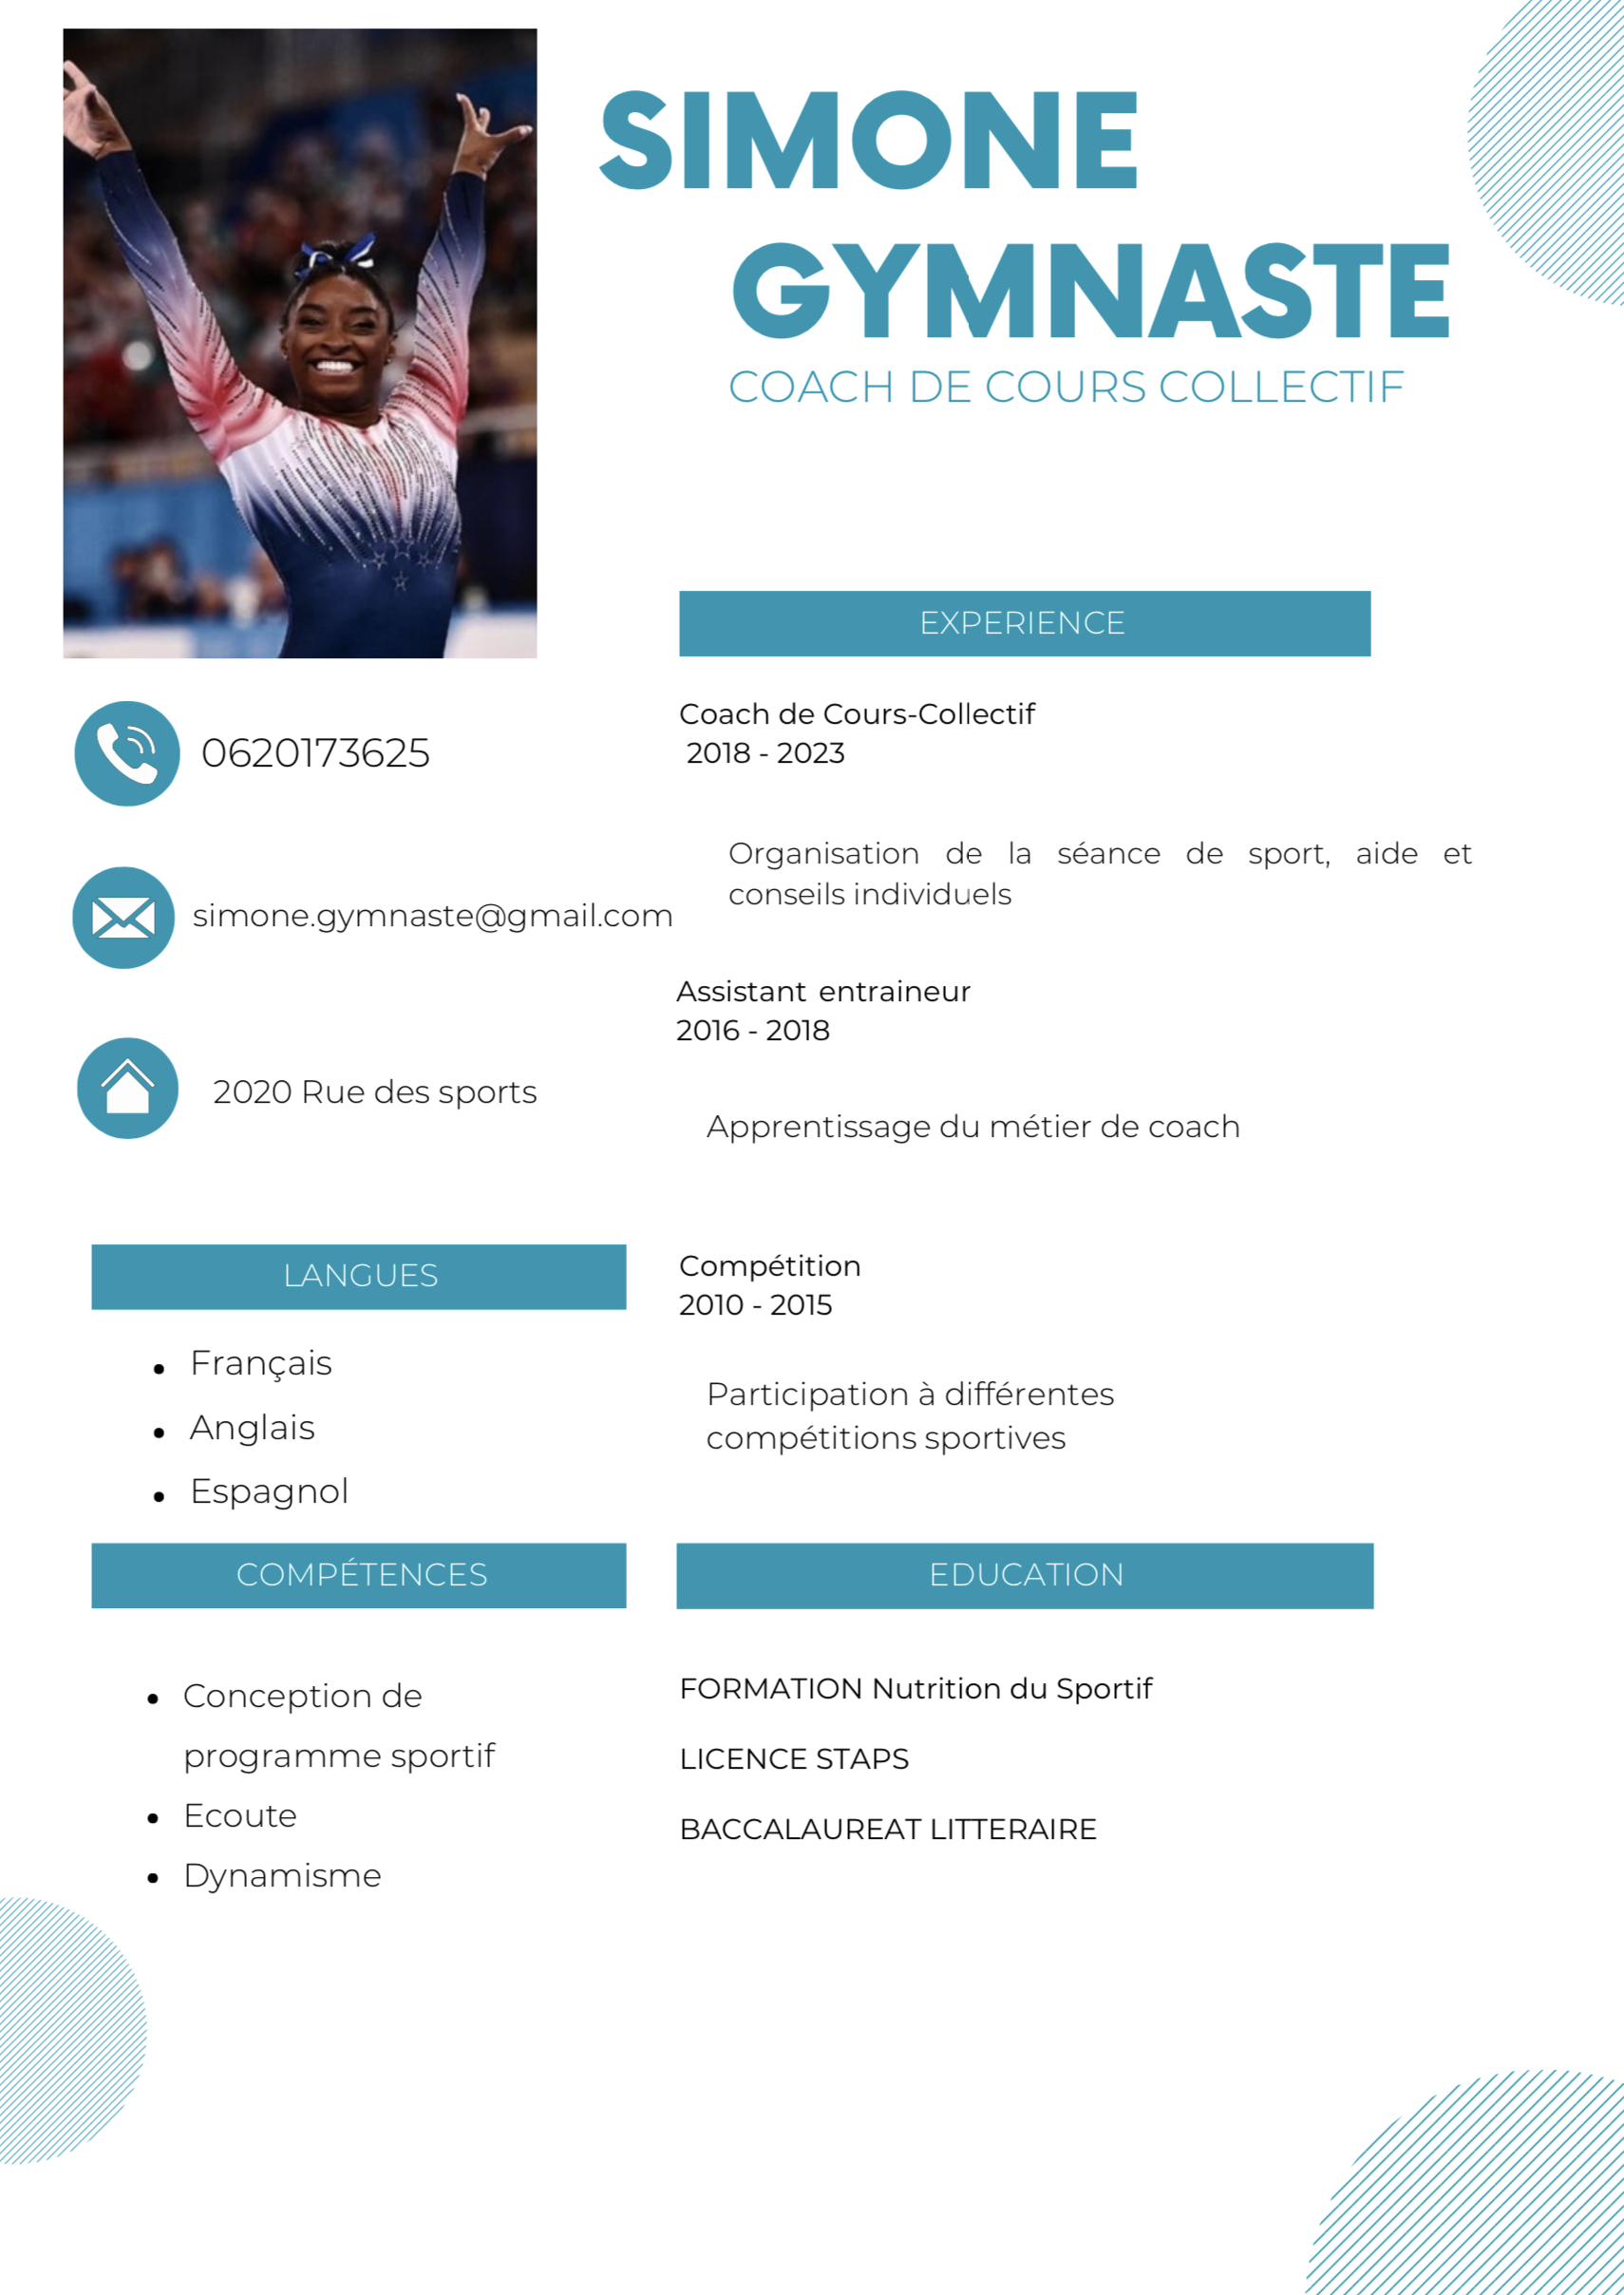 SIMONE
GYMNASTE
COACH DE COURS COLLECTIF
0620173625
simone.gymnaste@gmail.com
2020 Rue des sports
LANGUES
Français
Anglais
Espagnol
COMPÉTENCES
Conception de
programme sportif
Ecoute
Dynamisme
EXPERIENCE
Coach de Cours-Collectif
2018 - 2023
Organisation de la séance de sport, aide et
conseils individuels
Assistant entraineur
2016 - 2018
Apprentissage du métier de coach
Compétition
2010 - 2015
Participation à différentes
compétitions sportives
EDUCATION
FORMATION Nutrition du Sportif
LICENCE STAPS
BACCALAUREAT LITTERAIRE